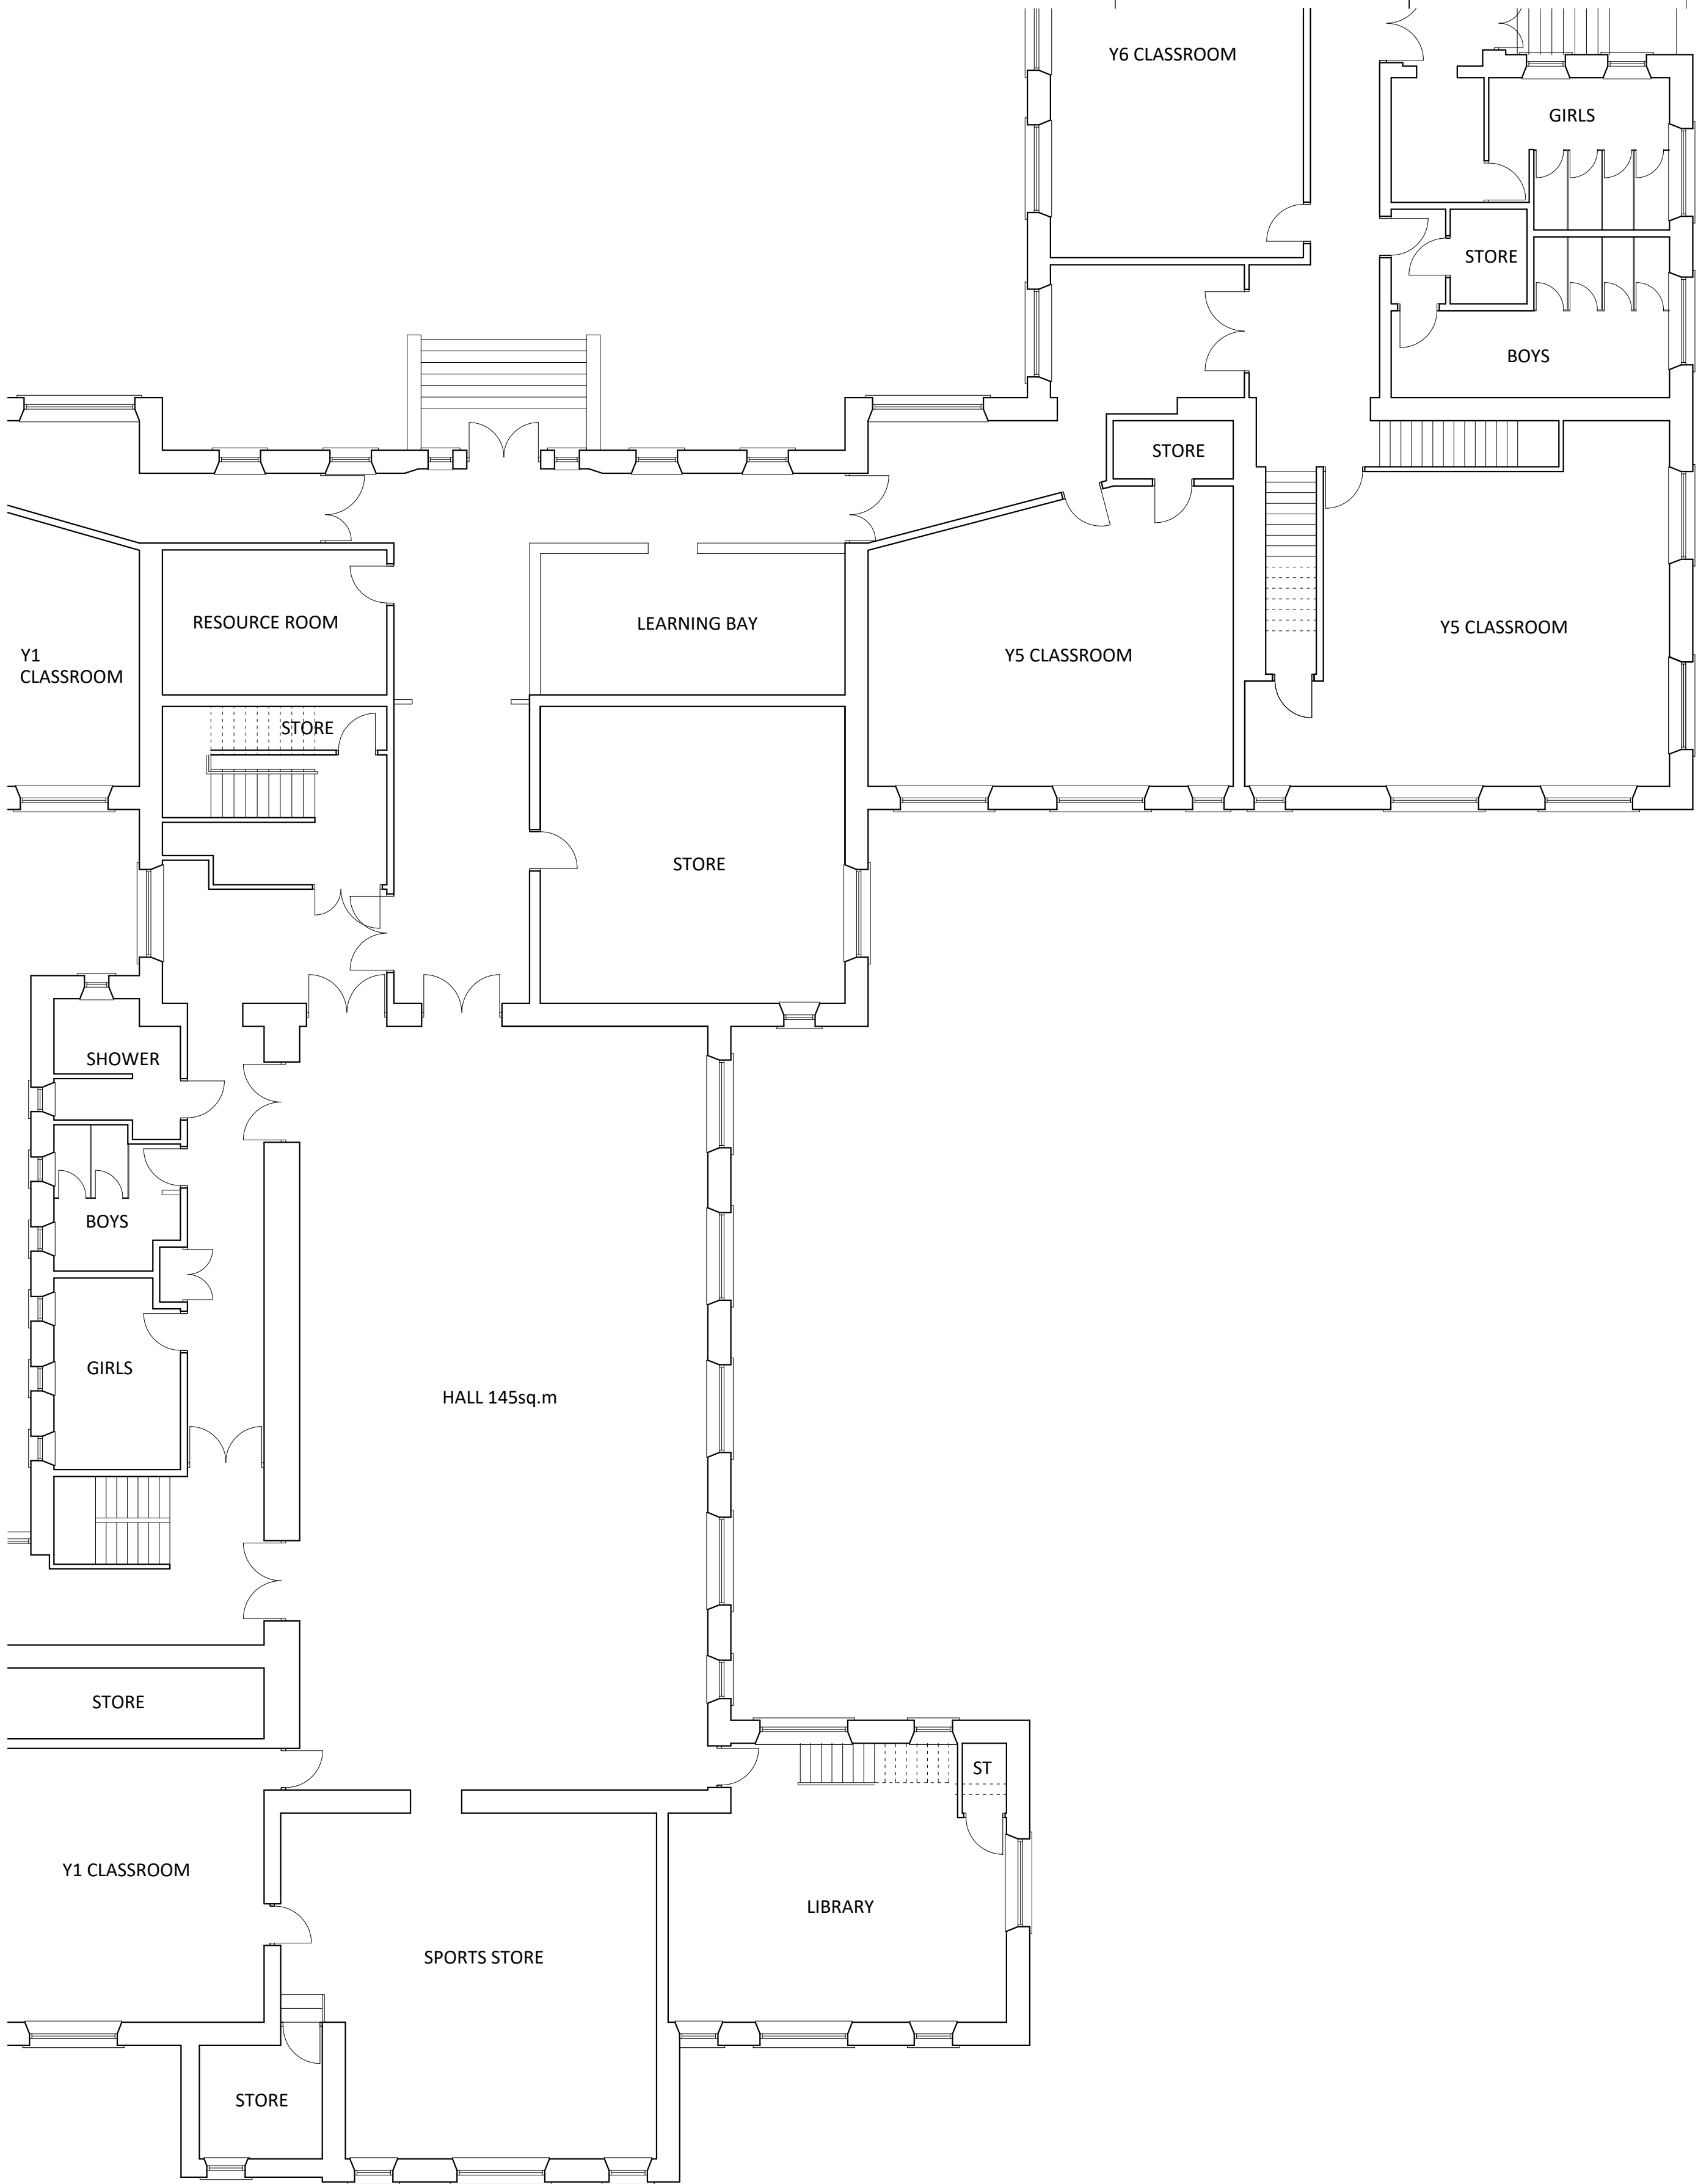 Y6 CLASSROOM
GIRLS
STORE
BOYS
STORE
RESOURCE ROOM
LEARNING BAY
Y5 CLASSROOM
Y5 CLASSROOM
Y1
CLASSROOM
STORE
STORE
SHOWER
BOYS
GIRLS
HALL 145sq.m
STORE
ST
Y1 CLASSROOM
LIBRARY
SPORTS STORE
STORE